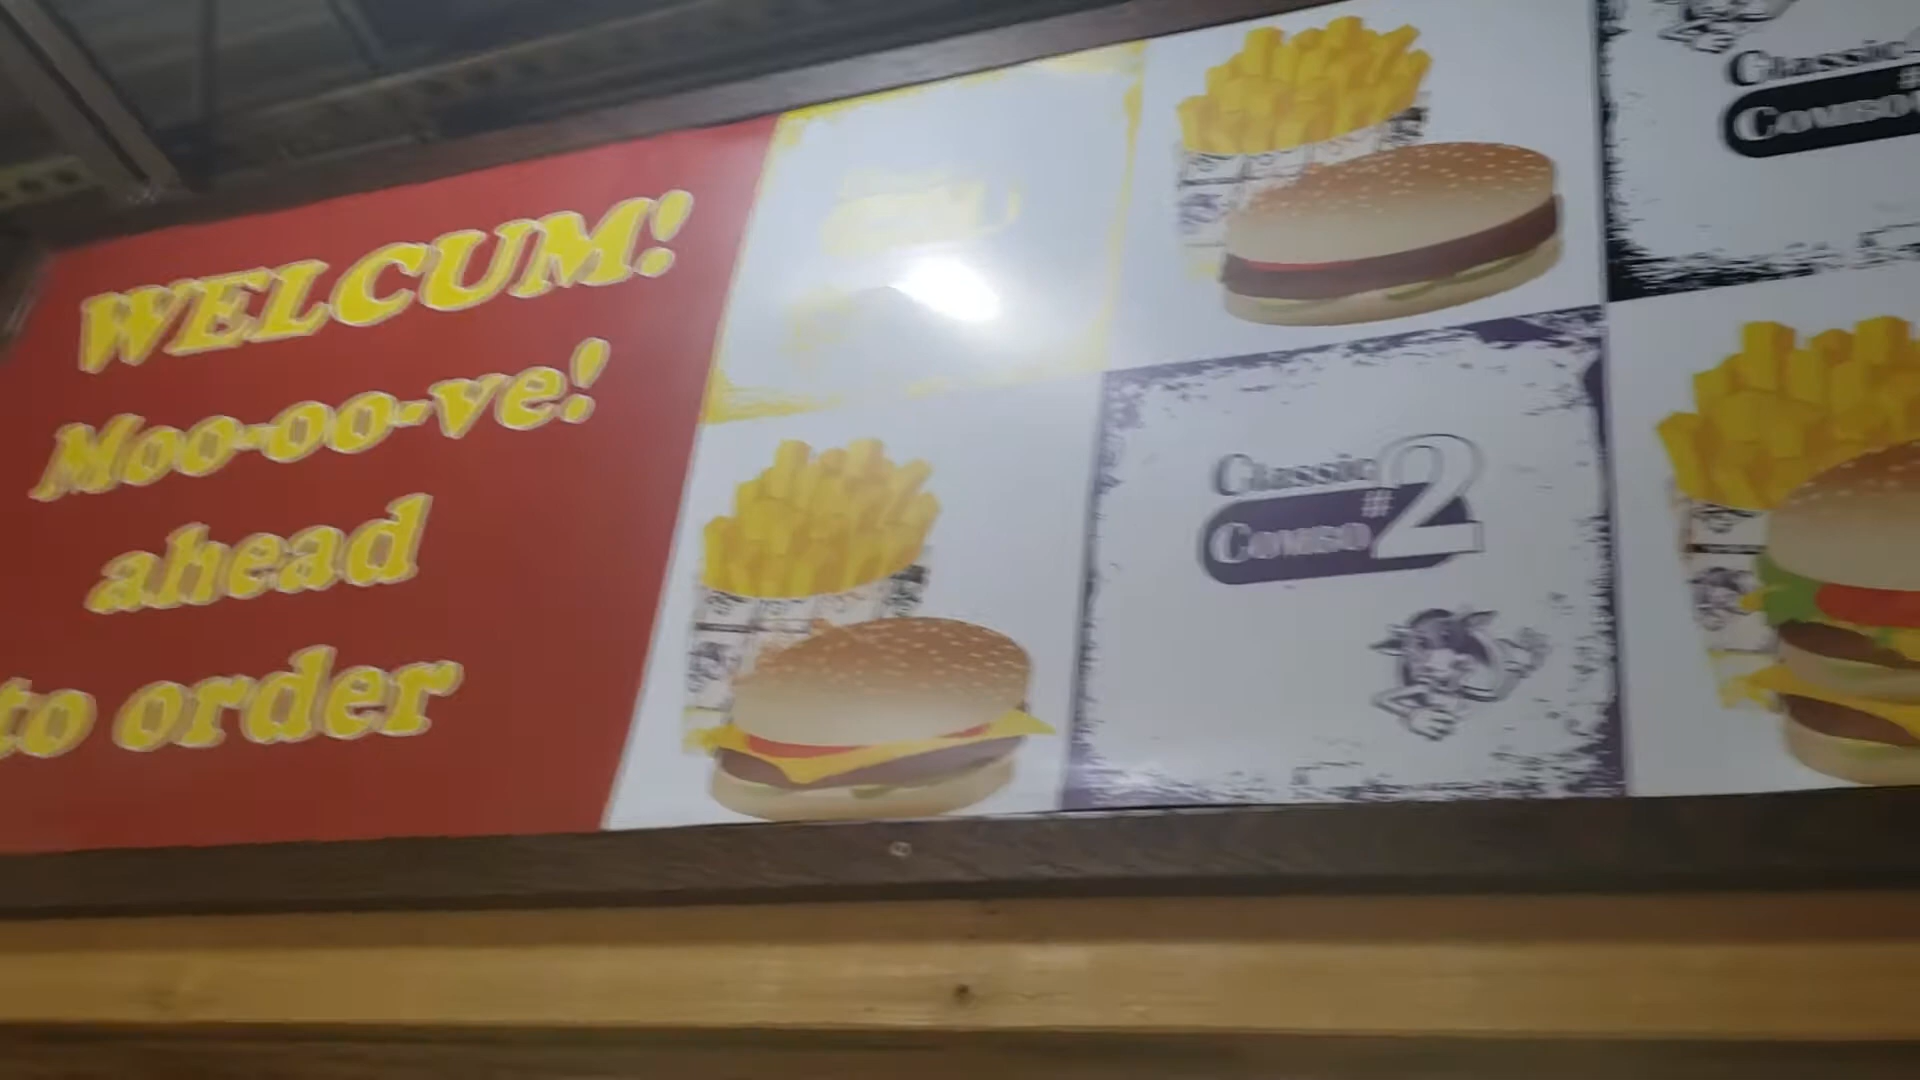 WELCUM!
Moo-oo-ve!
ahead
to order
Classic
Combo #2
Classic
Combo